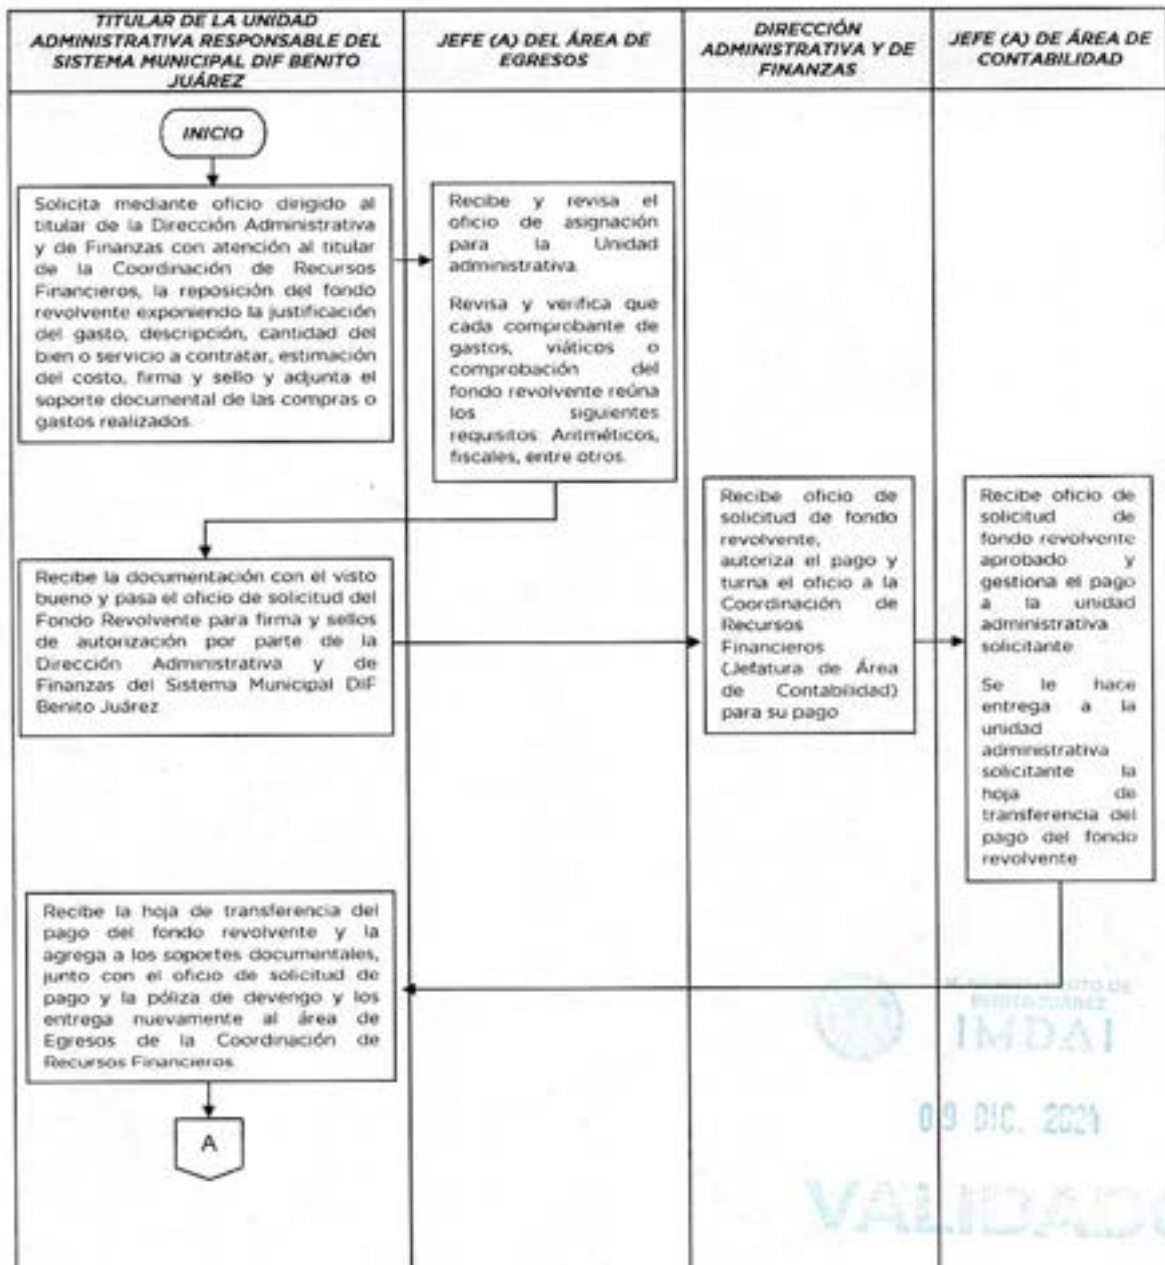 TITULAR DE LA UNIDAD
ADMINISTRATIVA RESPONSABLE DEL
SISTEMA MUNICIPAL DIF BENITO
JUÁREZ
JEFE (A) DEL ÁREA DE
EGRESOS
DIRECCIÓN
ADMINISTRATIVA Y DE
FINANZAS
JEFE (A) DE ÁREA DE
CONTABILIDAD
INICIO
Solicita mediante oficio dirigido al
titular de la Dirección Administrativa
y de Finanzas con atención al titular
de la Coordinación de Recursos
Financieros, la reposición del fondo
revolvente exponiendo la justificación
del gasto, descripción, cantidad del
bien o servicio a contratar, estimación
del costo, firma y sello y adjunta el
soporte documental de las compras o
gastos realizados.
Recibe y revisa el
oficio de asignación
para la Unidad
administrativa.
Revisa y verifica que
cada comprobante de
gastos, viáticos o
comprobación del
fondo revolvente reúna
los siguientes
requisitos: Aritméticos,
fiscales, entre otros.
Recibe la documentación con el visto
bueno y pasa el oficio de solicitud del
Fondo Revolvente para firma y sellos
de autorización por parte de la
Dirección Administrativa y de
Finanzas del Sistema Municipal DIF
Benito Juárez.
Recibe oficio de
solicitud de fondo
revolvente,
autoriza el pago y
turna el oficio a la
Coordinación de
Recursos
Financieros
(Jefatura de Área
de Contabilidad)
para su pago
Recibe oficio de
solicitud de
fondo revolvente
aprobado y
gestiona el pago
a la unidad
administrativa
solicitante.
Se le hace
entrega a la
unidad
administrativa
solicitante la
hoja de
transferencia del
pago del fondo
revolvente
Recibe la hoja de transferencia del
pago del fondo revolvente y la
agrega a los soportes documentales,
junto con el oficio de solicitud de
pago y la póliza de devengo y los
entrega nuevamente al área de
Egresos de la Coordinación de
Recursos Financieros.
A
BENITO JUÁREZ
IMDAI
09 DIC. 2024
VALIDADO